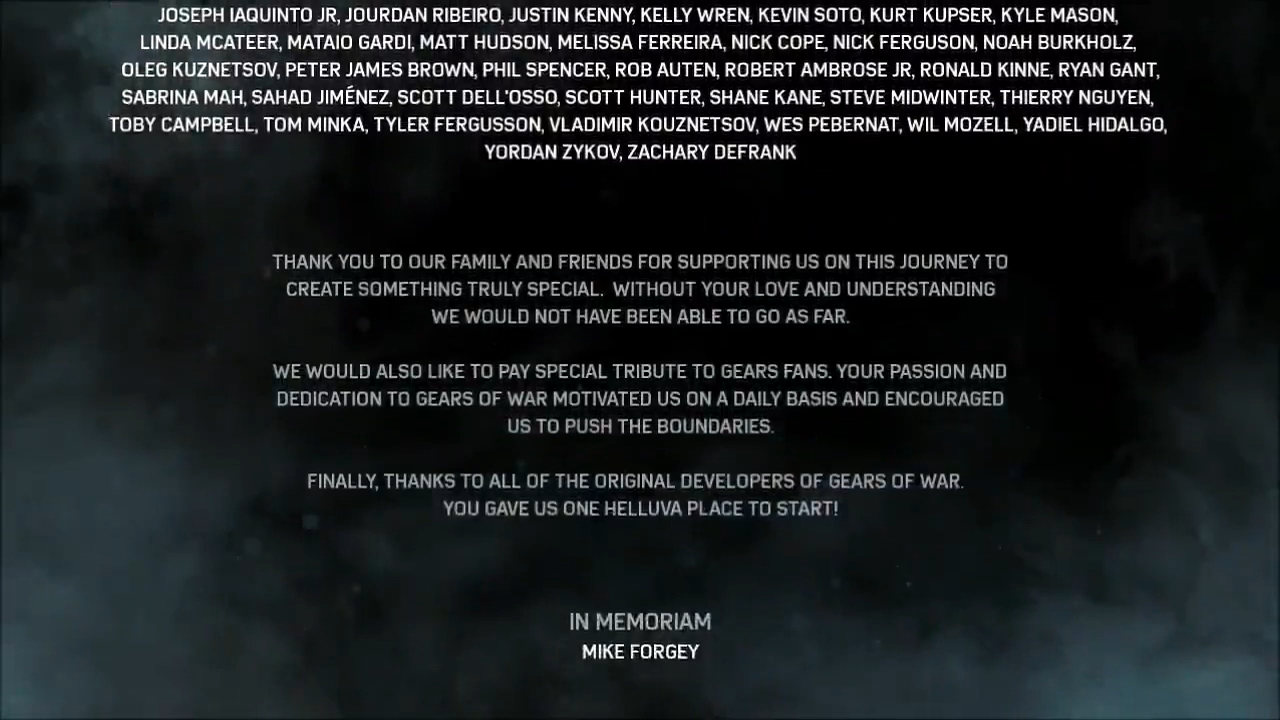 JOSEPH IAQUINTO JR, JOURDAN RIBEIRO, JUSTIN KENNY, KELLY WREN, KEVIN SOTO, KURT KUPSER, KYLE MASON,
LINDA MCATEER, MATAIO GARDI, MATT HUDSON, MELISSA FERREIRA, NICK COPE, NICK FERGUSON, NOAH BURKHOLZ,
OLEG KUZNETSOV, PETER JAMES BROWN, PHIL SPENCER, ROB AUTEN, ROBERT AMBROSE JR, RONALD KINNE, RYAN GANT,
SABRINA MAH, SAHAD JIMÉNEZ, SCOTT DELL'OSSO, SCOTT HUNTER, SHANE KANE, STEVE MIDWINTER, THIERRY NGUYEN,
TOBY CAMPBELL, TOM MINKA, TYLER FERGUSSON, VLADIMIR KOUZNETSOV, WES PEBERNAT, WIL MOZELL, YADIEL HIDALGO,
YORDAN ZYKOV, ZACHARY DEFRANK
THANK YOU TO OUR FAMILY AND FRIENDS FOR SUPPORTING US ON THIS JOURNEY TO
CREATE SOMETHING TRULY SPECIAL.  WITHOUT YOUR LOVE AND UNDERSTANDING
WE WOULD NOT HAVE BEEN ABLE TO GO AS FAR.
WE WOULD ALSO LIKE TO PAY SPECIAL TRIBUTE TO GEARS FANS. YOUR PASSION AND
DEDICATION TO GEARS OF WAR MOTIVATED US ON A DAILY BASIS AND ENCOURAGED
US TO PUSH THE BOUNDARIES.
FINALLY, THANKS TO ALL OF THE ORIGINAL DEVELOPERS OF GEARS OF WAR.
YOU GAVE US ONE HELLUVA PLACE TO START!
IN MEMORIAM
MIKE FORGEY